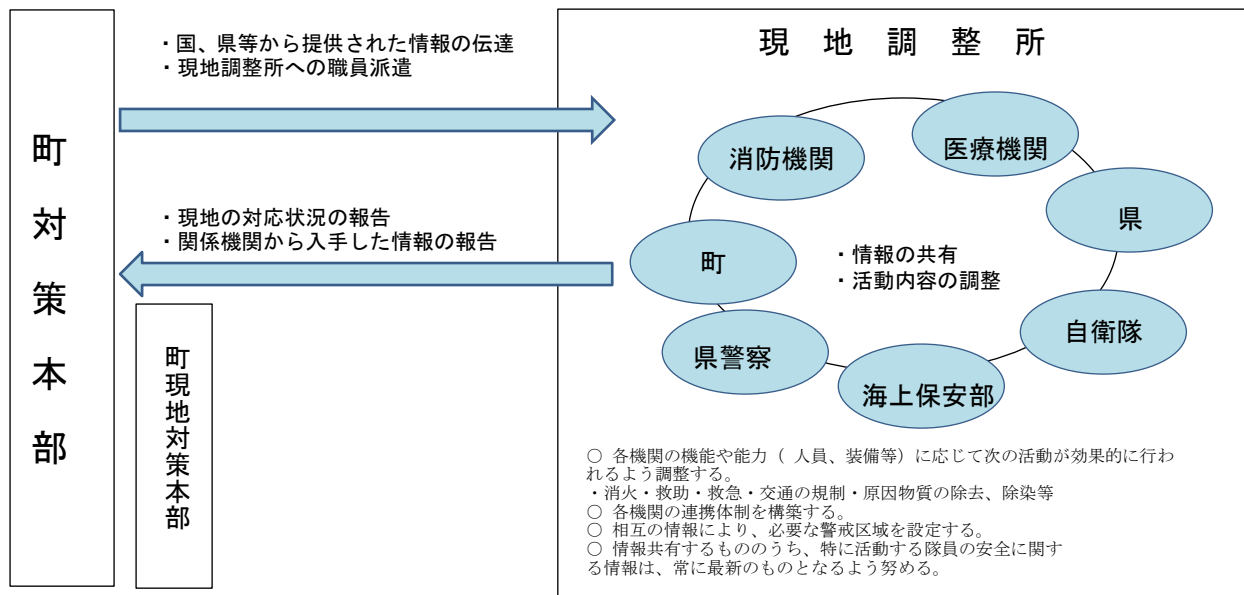 町対策本部
・国、県等から提供された情報の伝達
・現地調整所への職員派遣
・現地の対応状況の報告
・関係機関から入手した情報の報告
町現地対策本部
現地調整所
消防機関
医療機関
県
町
・情報の共有
・活動内容の調整
自衛隊
県警察
海上保安部
○ 各機関の機能や能力（ 人員、装備等）に応じて次の活動が効果的に行わ
れるよう調整する。
・消火・救助・救急・交通の規制・原因物質の除去、除染等
○ 各機関の連携体制を構築する。
○ 相互の情報により、必要な警戒区域を設定する。
○ 情報共有するもののうち、特に活動する隊員の安全に関す
る情報は、常に最新のものとなるよう努める。